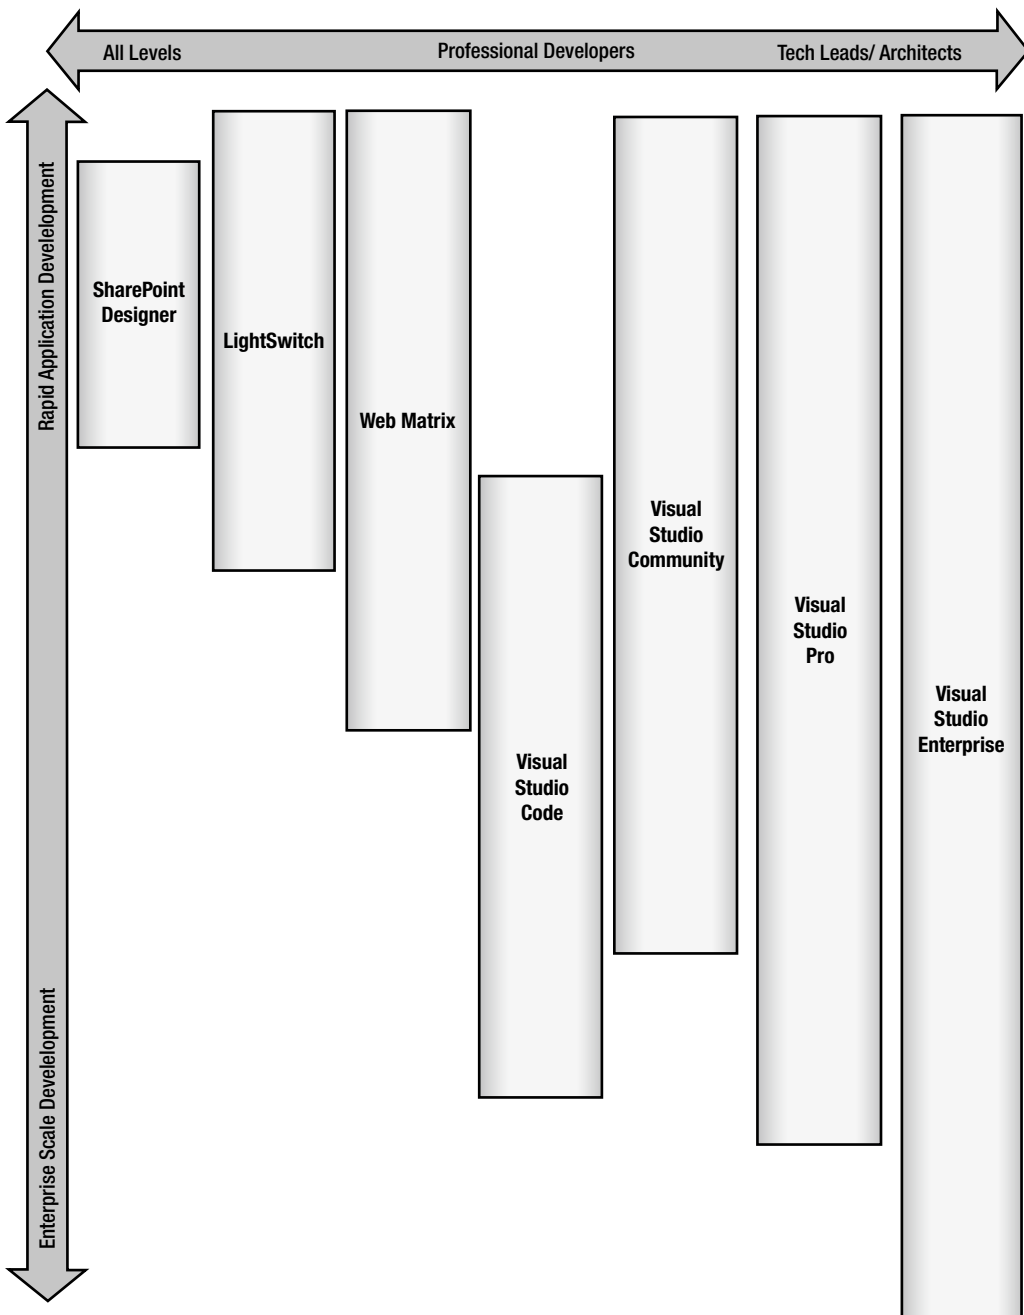 All Levels
Professional Developers
Tech Leads/ Architects
Rapid Application Develelopment
Enterprise Scale Develelopment
SharePoint
Designer
LightSwitch
Web Matrix
Visual
Studio
Code
Visual
Studio
Community
Visual
Studio
Pro
Visual
Studio
Enterprise